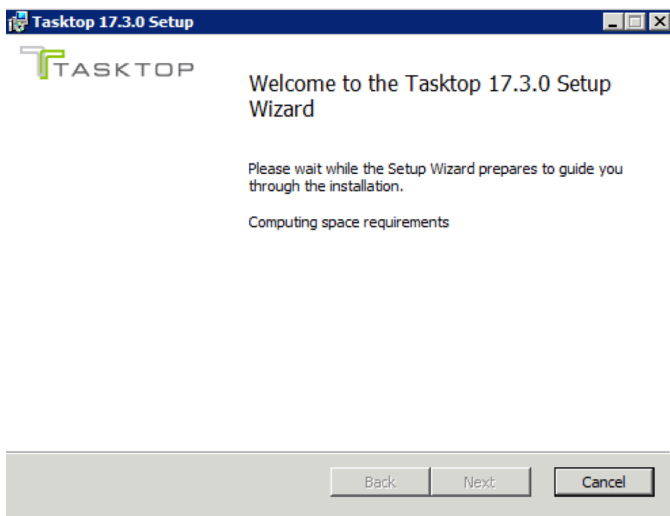 Tasktop 17.3.0 Setup
TASKTOP
Welcome to the Tasktop 17.3.0 Setup
Wizard
Please wait while the Setup Wizard prepares to guide you
through the installation.
Computing space requirements
Back
Next
Cancel